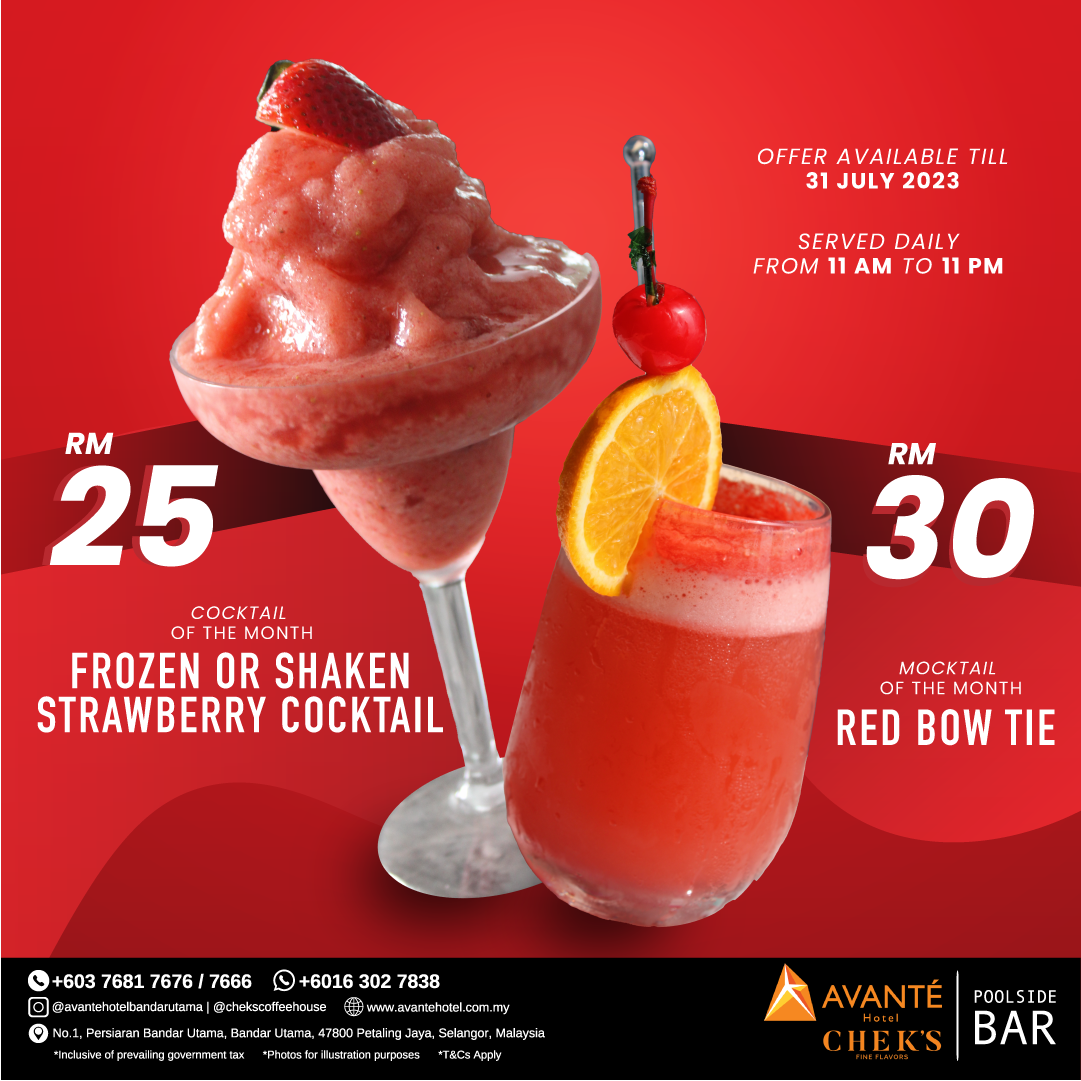 OFFER AVAILABLE TILL
31 JULY 2023
SERVED DAILY
FROM 11 AM TO 11 PM
RM
25
COCKTAIL
OF THE MONTH
FROZEN OR SHAKEN
STRAWBERRY COCKTAIL
RM
30
MOCKTAIL
OF THE MONTH
RED BOW TIE
+603 7681 7676 / 7666 +6016 302 7838
@avantehotelbandarutama | @chekscoffeehouse www.avantehotel.com.my
No.1, Persiaran Bandar Utama, Bandar Utama, 47800 Petaling Jaya, Selangor, Malaysia
*Inclusive of prevailing government tax *Photos for illustration purposes *T&Cs Apply
AVANTÉ
Hotel
CHEK'S
FINE FLAVORS
POOLSIDE
BAR